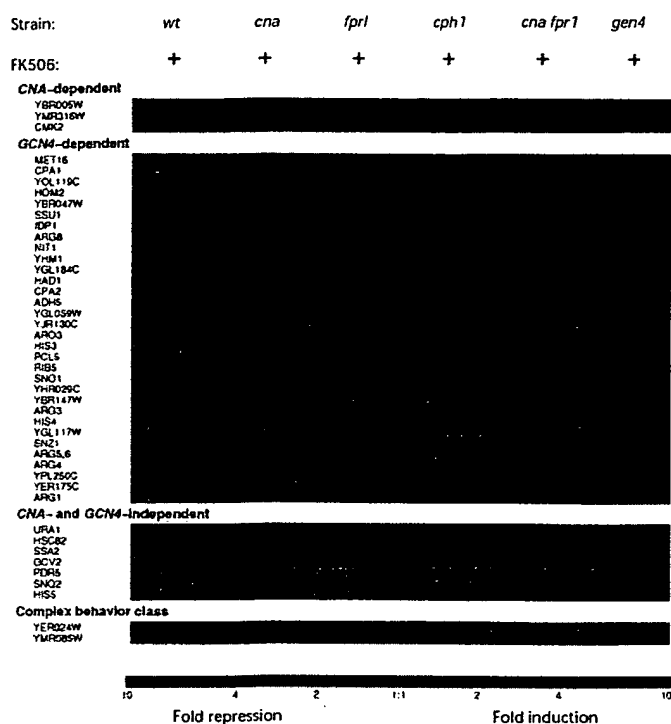 Strain: wt cna fprl cph1 cna fpr1 gen4
FK506: + + + + + +
CNA-dependent
YBR005W
YMR316W
CMK2
GCN4-dependent
MET16
CPA1
YOL119C
HOM2
YBR047W
SSU1
IDP1
ARG8
NIT1
YHM1
YGL184C
HAD1
CPA2
ADH5
YGL059W
YJR130C
ARO3
HIS3
PCL5
RIB5
SNO1
YHR029C
YBR147W
ARG3
HIS4
YGL117W
SNZ1
ARG5,6
ARG4
YPL250C
YER175C
ARG1
CNA- and GCN4-independent
URA1
HSC82
SSA2
GCV2
PDR5
SNQ2
HIS5
Complex behavior class
YER024W
YMR085W
10 4 2 1:1 2 4 10
Fold repression Fold induction